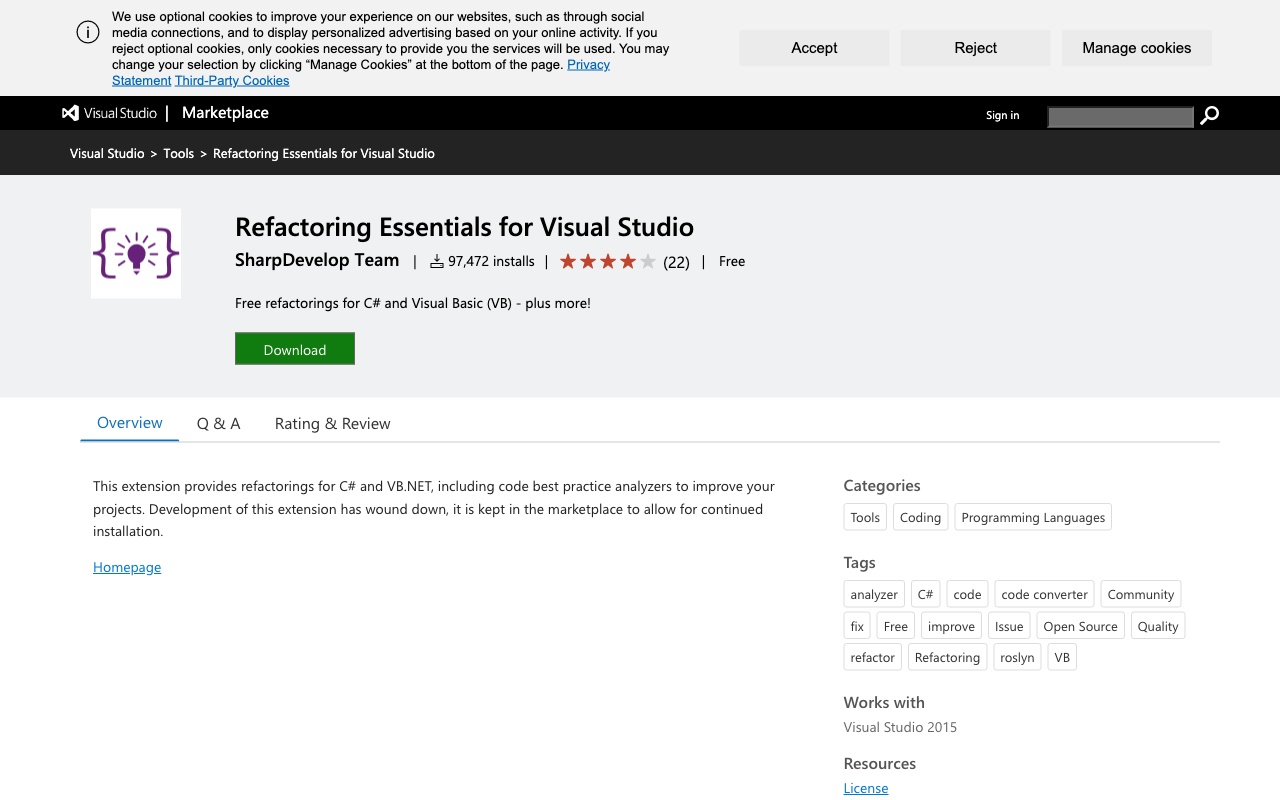 We use optional cookies to improve your experience on our websites, such as through social
media connections, and to display personalized advertising based on your online activity. If you
reject optional cookies, only cookies necessary to provide you the services will be used. You may
change your selection by clicking “Manage Cookies” at the bottom of the page. Privacy
Statement Third-Party Cookies
Accept
Reject
Manage cookies
Visual Studio | Marketplace
Sign in
Visual Studio > Tools > Refactoring Essentials for Visual Studio
Refactoring Essentials for Visual Studio
SharpDevelop Team | 97,472 installs | (22) | Free
Free refactorings for C# and Visual Basic (VB) - plus more!
Download
Overview
Q & A
Rating & Review
This extension provides refactorings for C# and VB.NET, including code best practice analyzers to improve your
projects. Development of this extension has wound down, it is kept in the marketplace to allow for continued
installation.
Homepage
Categories
Tools Coding Programming Languages
Tags
analyzer C# code code converter Community
fix Free improve Issue Open Source Quality
refactor Refactoring roslyn VB
Works with
Visual Studio 2015
Resources
License